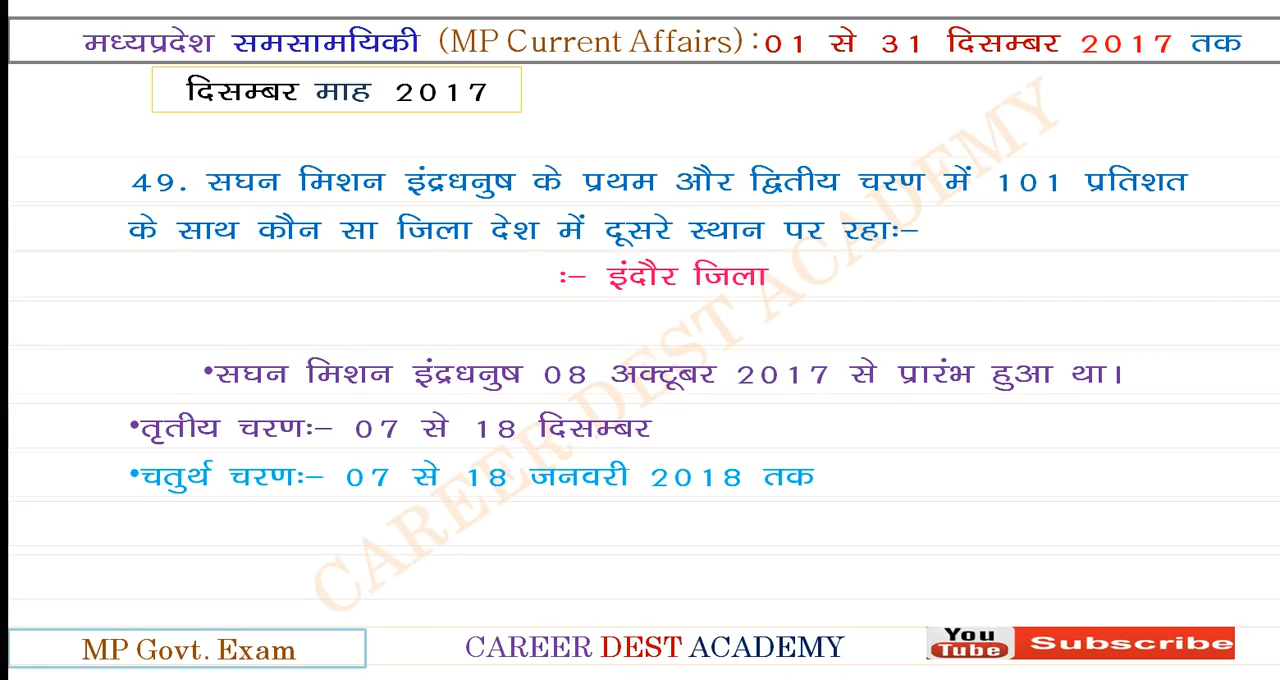 मध्यप्रदेश समसामयिकी (MP Current Affairs) :01 से 31 दिसम्बर 2017 तक
दिसम्बर माह 2017
49. सघन मिशन इंद्रधनुष के प्रथम और द्वितीय चरण में 101 प्रतिशत
के साथ कौन सा जिला देश में दूसरे स्थान पर रहाः–
ः– इंदौर जिला
•सघन मिशन इंद्रधनुष 08 अक्टूबर 2017 से प्रारंभ हुआ था।
•तृतीय चरणः– 07 से 18 दिसम्बर
•चतुर्थ चरणः– 07 से 18 जनवरी 2018 तक
CAREER DEST ACADEMY
MP Govt. Exam CAREER DEST ACADEMY You Tube Subscribe